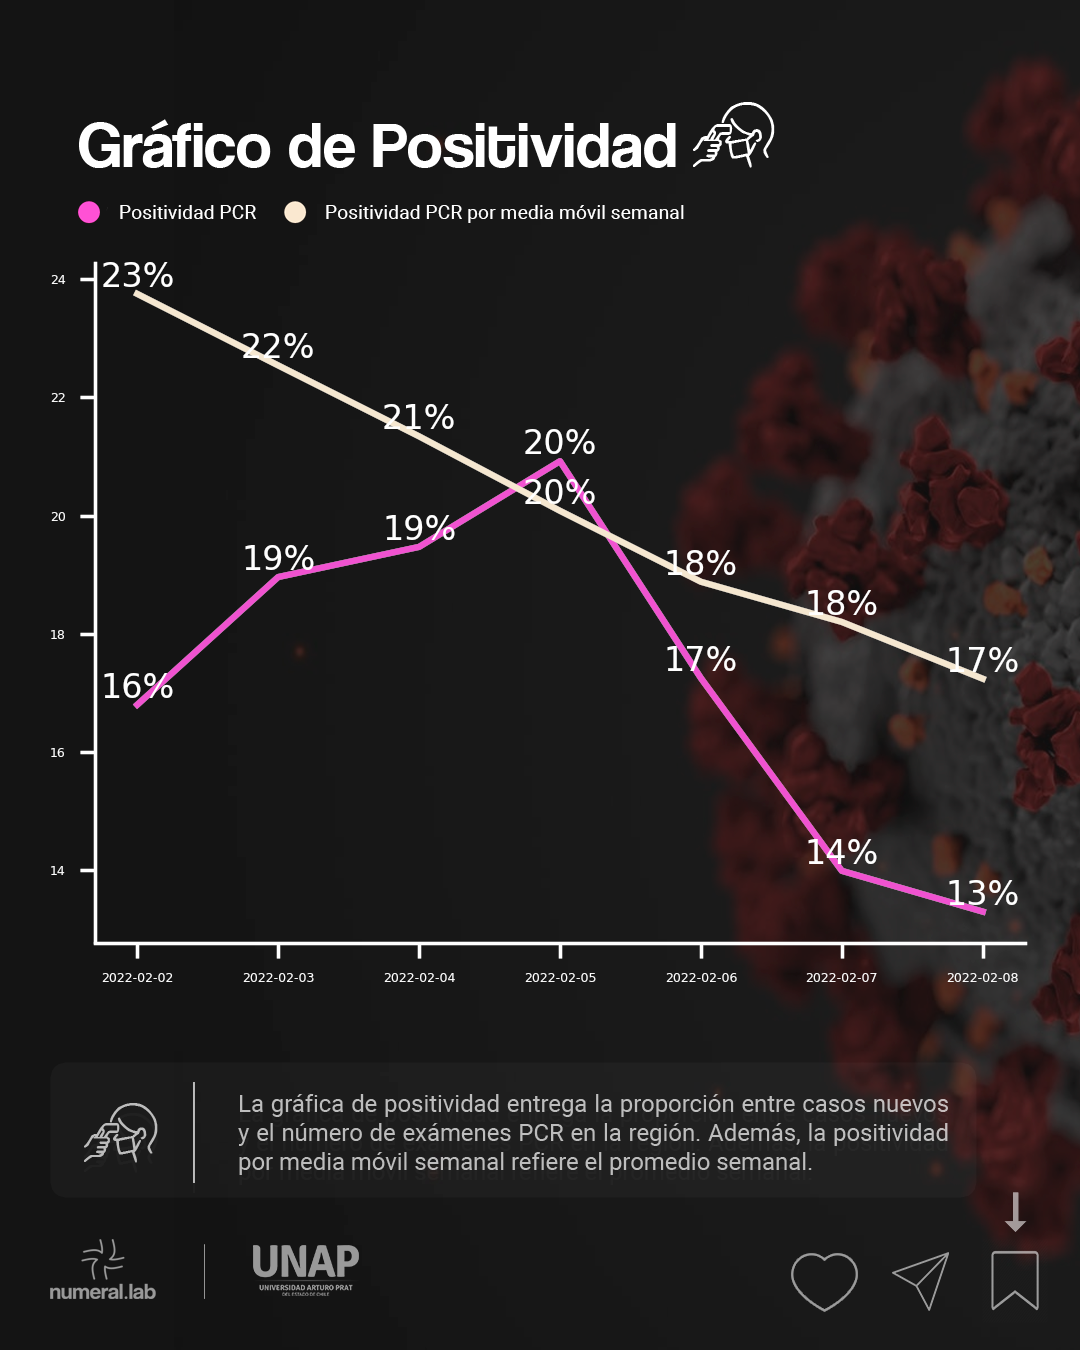 Gráfico de Positividad
Positividad PCR
Positividad PCR por media móvil semanal
24
22
20
18
16
14
23%
22%
21%
20%
20%
18%
18%
17%
16%
19%
19%
17%
14%
13%
2022-02-02
2022-02-03
2022-02-04
2022-02-05
2022-02-06
2022-02-07
2022-02-08
La gráfica de positividad entrega la proporción entre casos nuevos
y el número de exámenes PCR en la región. Además, la positividad
por media móvil semanal refiere el promedio semanal.
numeral.lab
UNAP
UNIVERSIDAD ARTURO PRAT
DEL ESTADO DE CHILE